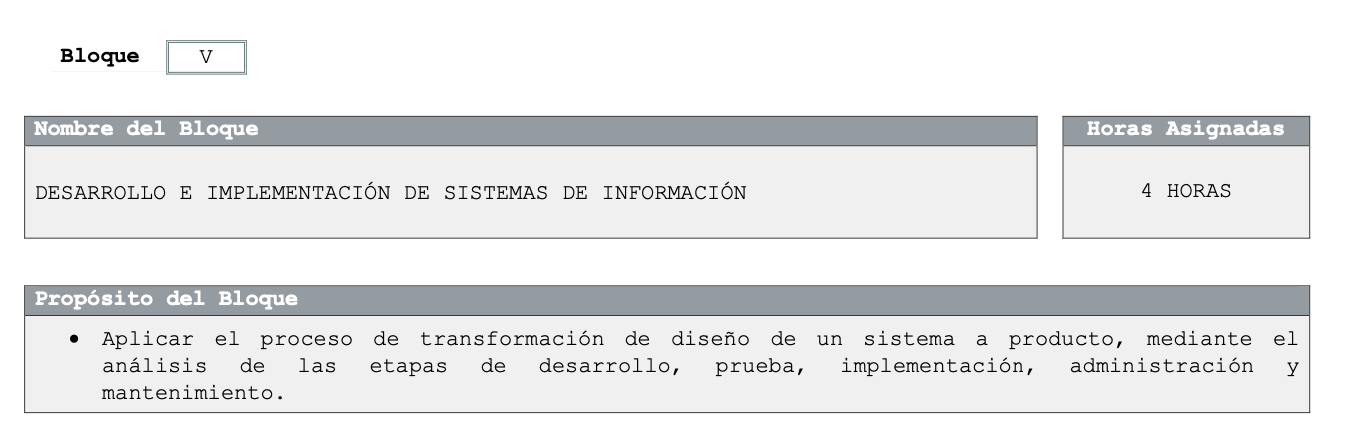 Bloque V
Nombre del Bloque
Horas Asignadas
DESARROLLO E IMPLEMENTACIÓN DE SISTEMAS DE INFORMACIÓN
4 HORAS
Propósito del Bloque
• Aplicar el proceso de transformación de diseño de un sistema a producto, mediante el
análisis de las etapas de desarrollo, prueba, implementación, administración y
mantenimiento.